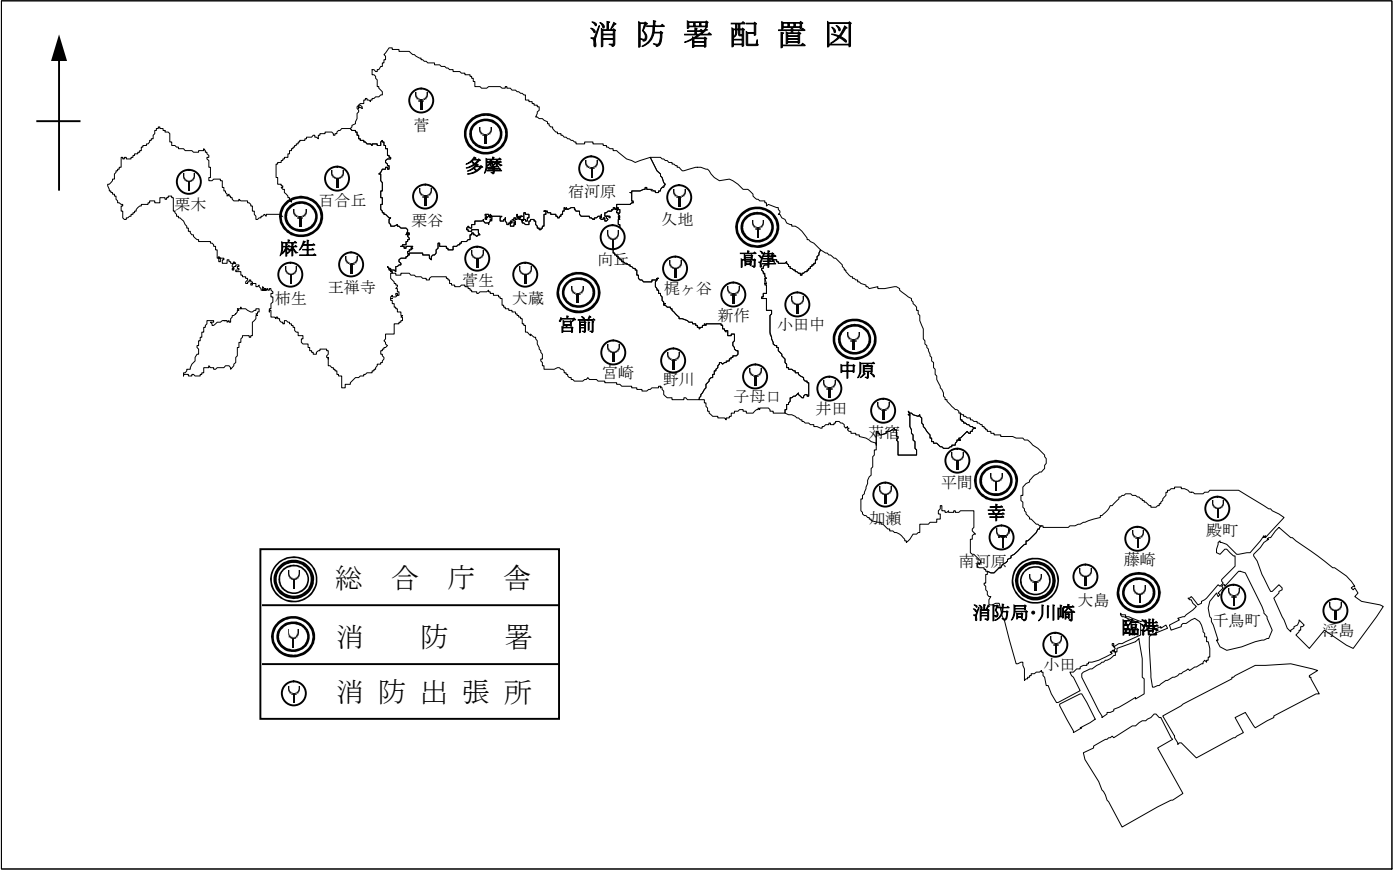 消防署配置図
菅
多摩
宿河原
百合丘
栗木
栗谷
久地
麻生
高津
向丘
菅生
犬蔵
王禅寺
柿生
梶ヶ谷
新作
小田中
宮前
中原
宮崎
野川
子母口
井田
苅宿
平間
加瀬
幸
南河原
殿町
藤崎
大島
消防局・川崎
臨港
千鳥町
浮島
小田
総合庁舎
消防署
消防出張所